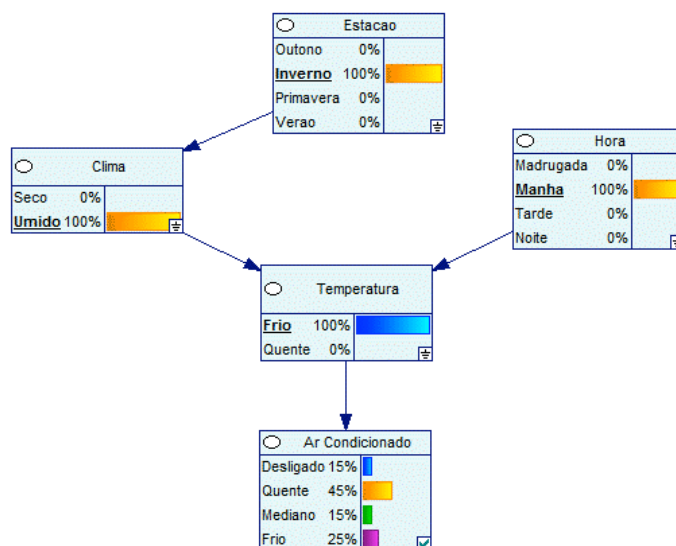 Estacao
Outono 0%
Inverno 100%
Primavera 0%
Verao 0%
Clima
Seco 0%
Umido 100%
Hora
Madrugada 0%
Manha 100%
Tarde 0%
Noite 0%
Temperatura
Frio 100%
Quente 0%
Ar Condicionado
Desligado 15%
Quente 45%
Mediano 15%
Frio 25%